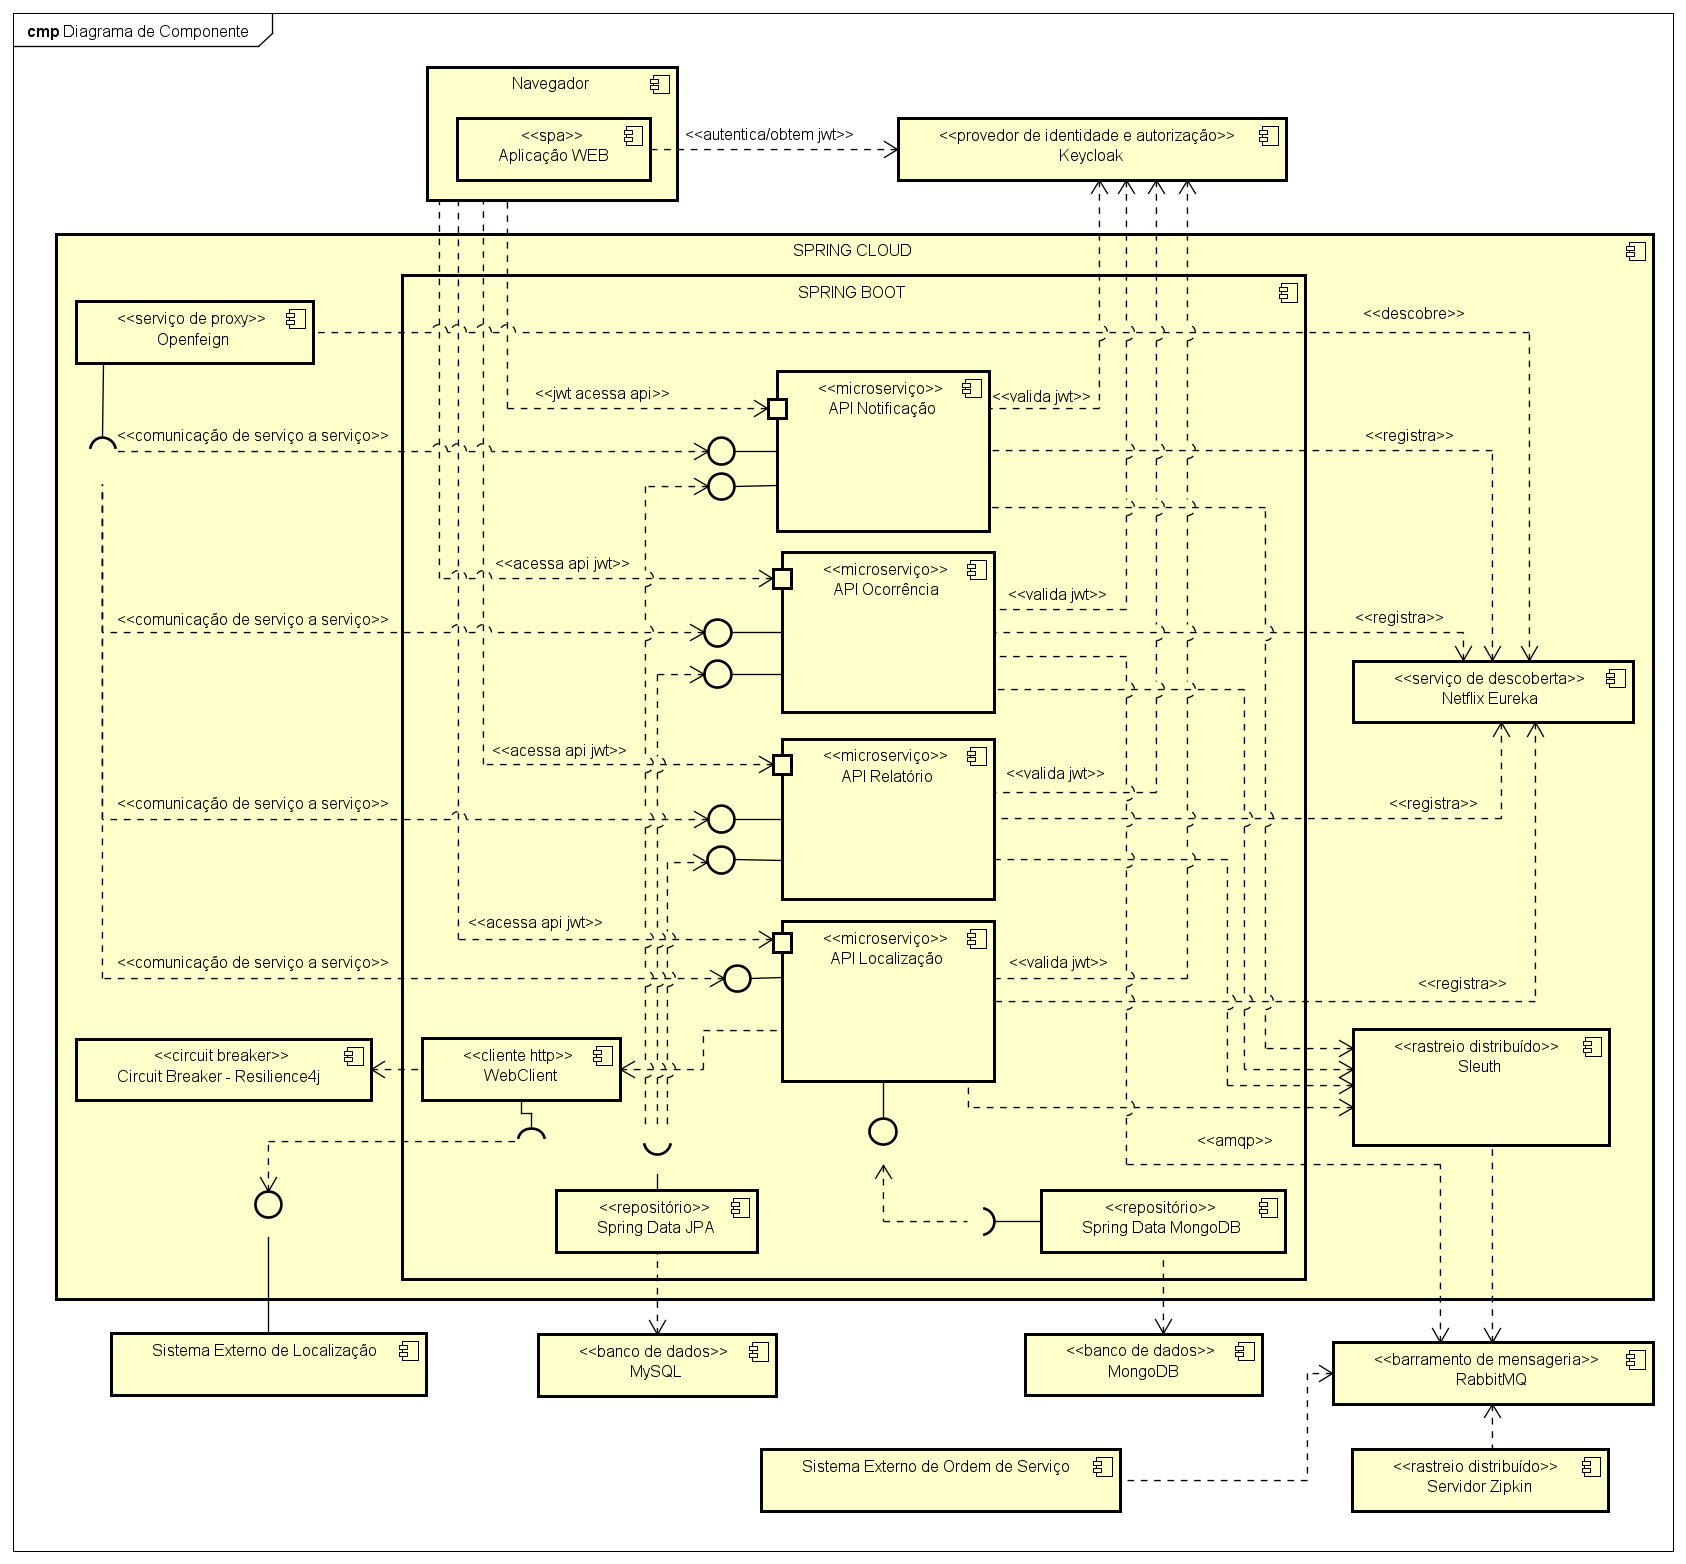 cmp Diagrama de Componente
Navegador
<<spa>>
Aplicação WEB
<<autentica/obtem jwt>>
<<provedor de identidade e autorização>>
Keycloak
SPRING CLOUD
SPRING BOOT
<<serviço de proxy>>
Openfeign
<<descobre>>
<<jwt acessa api>>
<<microserviço>>
API Notificação
<<valida jwt>>
<<comunicação de serviço a serviço>>
<<registra>>
<<acessa api jwt>>
<<microserviço>>
API Ocorrência
<<valida jwt>>
<<comunicação de serviço a serviço>>
<<registra>>
<<serviço de descoberta>>
Netflix Eureka
<<acessa api jwt>>
<<microserviço>>
API Relatório
<<valida jwt>>
<<comunicação de serviço a serviço>>
<<registra>>
<<acessa api jwt>>
<<microserviço>>
API Localização
<<valida jwt>>
<<comunicação de serviço a serviço>>
<<registra>>
<<circuit breaker>>
Circuit Breaker - Resilience4j
<<cliente http>>
WebClient
<<rastreio distribuído>>
Sleuth
<<amqp>>
<<repositório>>
Spring Data JPA
<<repositório>>
Spring Data MongoDB
Sistema Externo de Localização
<<banco de dados>>
MySQL
<<banco de dados>>
MongoDB
<<barramento de mensageria>>
RabbitMQ
Sistema Externo de Ordem de Serviço
<<rastreio distribuído>>
Servidor Zipkin